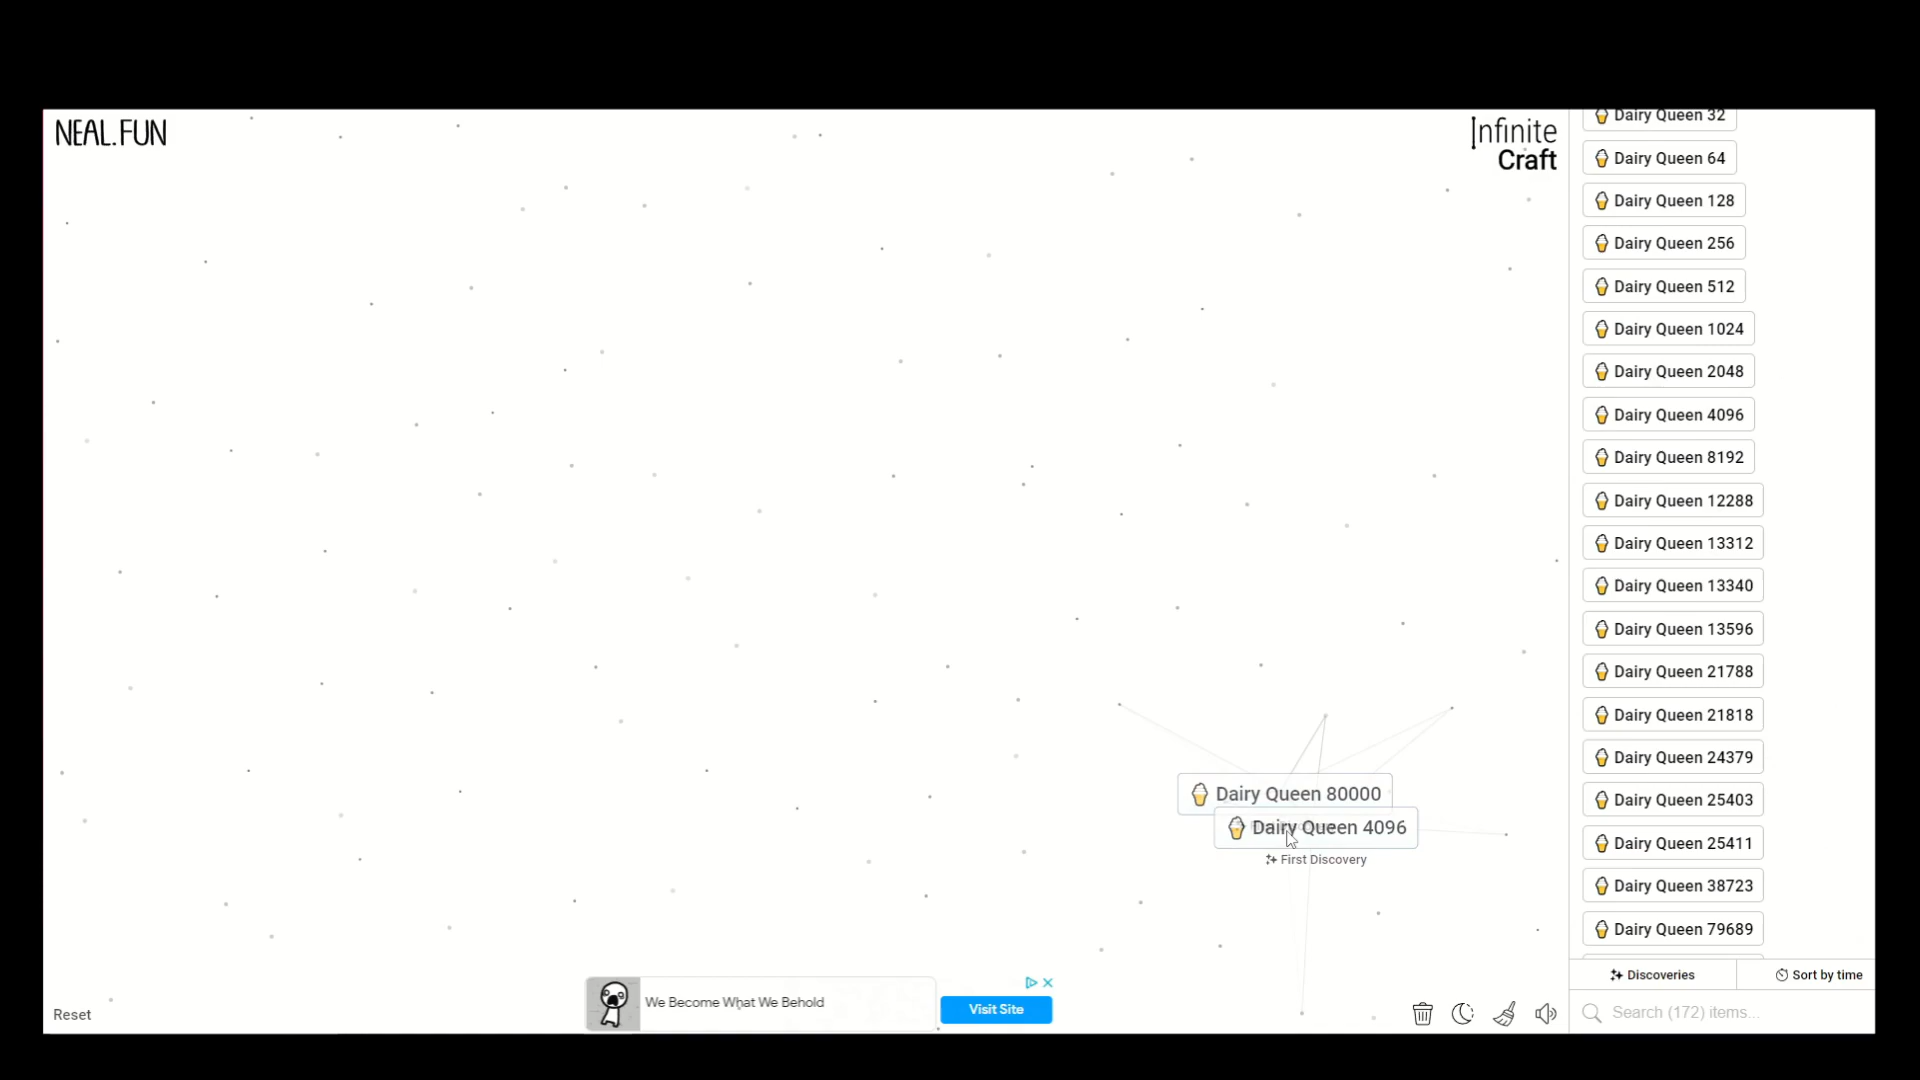 NEAL.FUN
Infinite
Craft
Dairy Queen 32
Dairy Queen 64
Dairy Queen 128
Dairy Queen 256
Dairy Queen 512
Dairy Queen 1024
Dairy Queen 2048
Dairy Queen 4096
Dairy Queen 8192
Dairy Queen 12288
Dairy Queen 13312
Dairy Queen 13340
Dairy Queen 13596
Dairy Queen 21788
Dairy Queen 21818
Dairy Queen 24379
Dairy Queen 25403
Dairy Queen 25411
Dairy Queen 38723
Dairy Queen 79689
Dairy Queen 80000
Dairy Queen 4096
First Discovery
Discoveries
Sort by time
Search (172) items...
We Become What We Behold
Visit Site
Reset